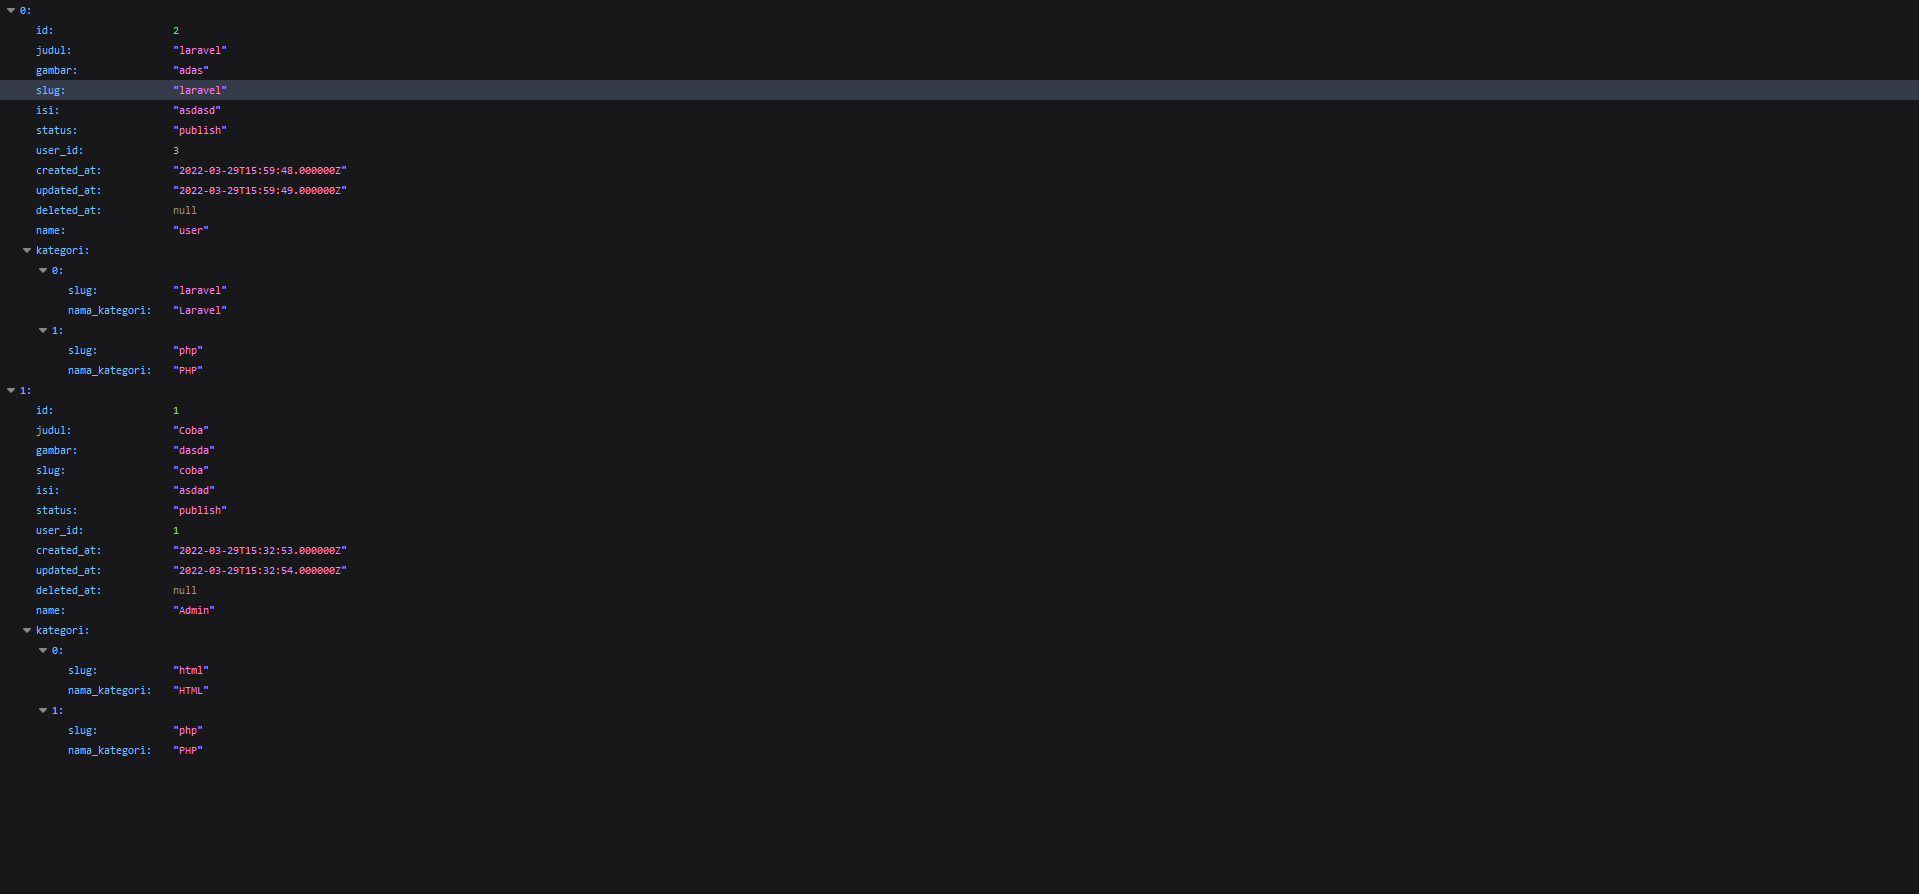 0:
id: 2
judul: "laravel"
gambar: "adas"
slug: "laravel"
isi: "asdasd"
status: "publish"
user_id: 3
created_at: "2022-03-29T15:59:48.000000Z"
updated_at: "2022-03-29T15:59:49.000000Z"
deleted_at: null
name: "user"
kategori:
0:
slug: "laravel"
nama_kategori: "Laravel"
1:
slug: "php"
nama_kategori: "PHP"
1:
id: 1
judul: "Coba"
gambar: "dasda"
slug: "coba"
isi: "asdad"
status: "publish"
user_id: 1
created_at: "2022-03-29T15:32:53.000000Z"
updated_at: "2022-03-29T15:32:54.000000Z"
deleted_at: null
name: "Admin"
kategori:
0:
slug: "html"
nama_kategori: "HTML"
1:
slug: "php"
nama_kategori: "PHP"